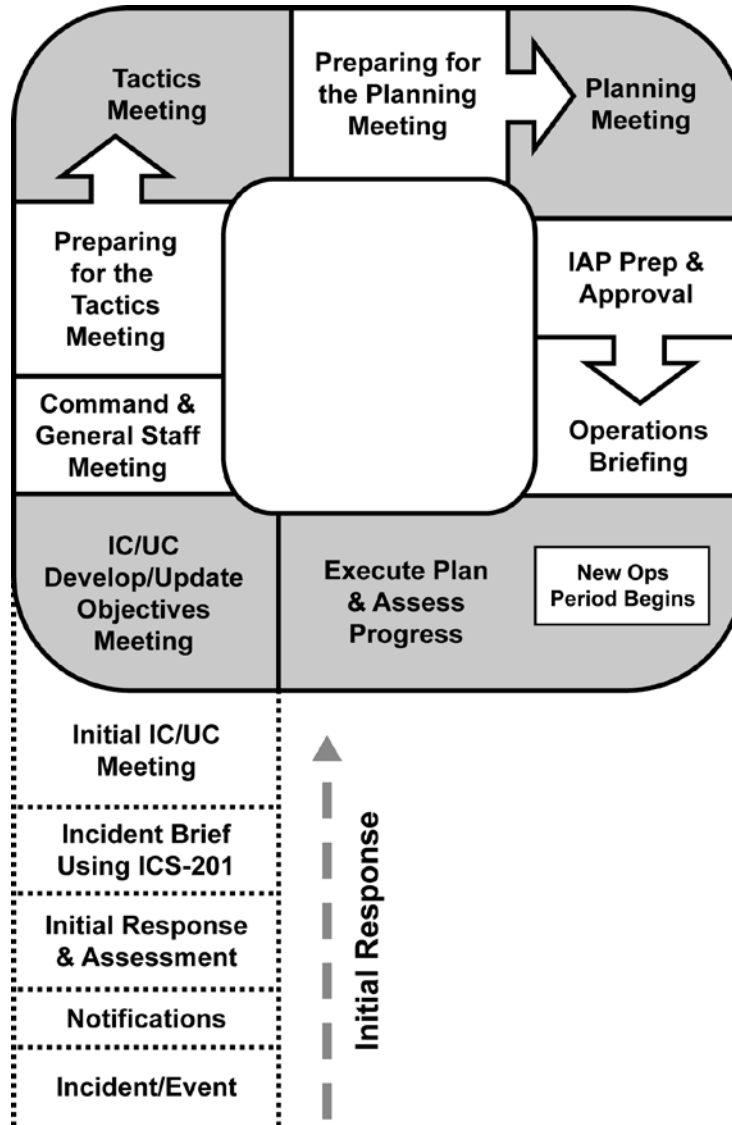 Tactics
Meeting
Preparing for
the Planning
Meeting
Planning
Meeting
Preparing
for the
Tactics
Meeting
IAP Prep &
Approval
Command &
General Staff
Meeting
Operations
Briefing
IC/UC
Develop/Update
Objectives
Meeting
Execute Plan
& Assess
Progress
New Ops
Period Begins
Initial IC/UC
Meeting
Incident Brief
Using ICS-201
Initial Response
& Assessment
Notifications
Incident/Event
Initial Response